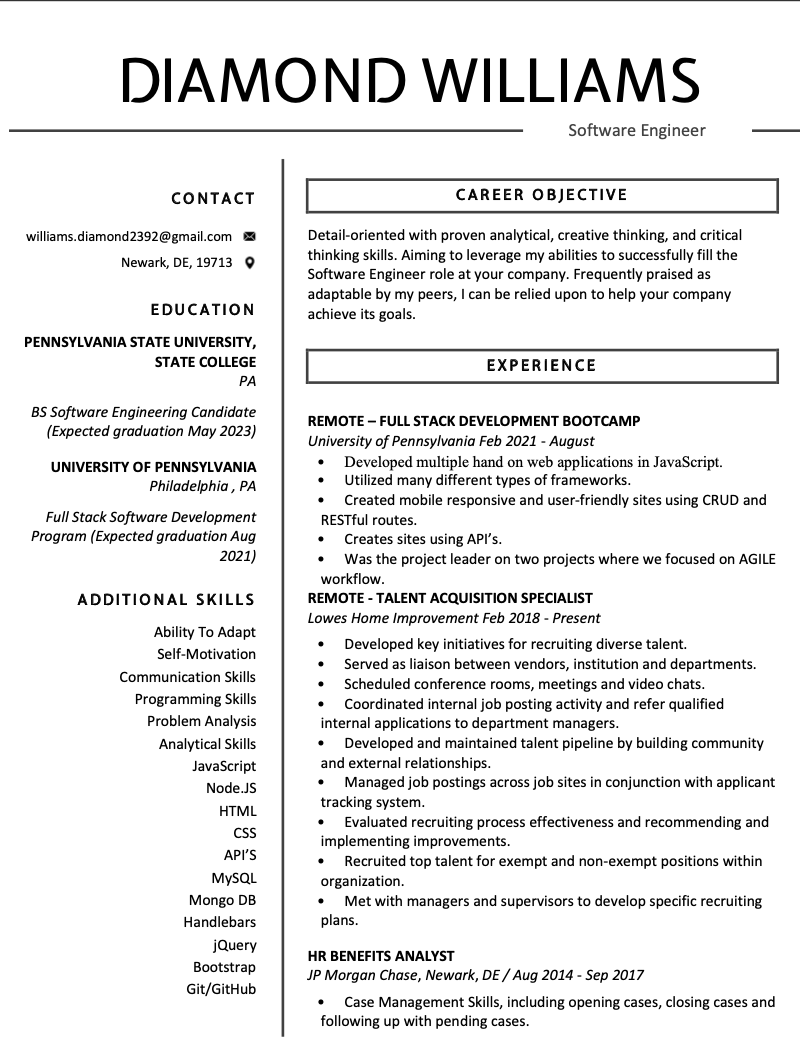 DIAMOND WILLIAMS
Software Engineer
CONTACT
williams.diamond2392@gmail.com
Newark, DE, 19713
EDUCATION
PENNSYLVANIA STATE UNIVERSITY,
STATE COLLEGE
PA
BS Software Engineering Candidate
(Expected graduation May 2023)
UNIVERSITY OF PENNSYLVANIA
Philadelphia , PA
Full Stack Software Development
Program (Expected graduation Aug
2021)
ADDITIONAL SKILLS
Ability To Adapt
Self-Motivation
Communication Skills
Programming Skills
Problem Analysis
Analytical Skills
JavaScript
Node.JS
HTML
CSS
API’S
MySQL
Mongo DB
Handlebars
jQuery
Bootstrap
Git/GitHub
CAREER OBJECTIVE
Detail-oriented with proven analytical, creative thinking, and critical
thinking skills. Aiming to leverage my abilities to successfully fill the
Software Engineer role at your company. Frequently praised as
adaptable by my peers, I can be relied upon to help your company
achieve its goals.
EXPERIENCE
REMOTE – FULL STACK DEVELOPMENT BOOTCAMP
University of Pennsylvania Feb 2021 - August
• Developed multiple hand on web applications in JavaScript.
• Utilized many different types of frameworks.
• Created mobile responsive and user-friendly sites using CRUD and
RESTful routes.
• Creates sites using API’s.
• Was the project leader on two projects where we focused on AGILE
workflow.
REMOTE - TALENT ACQUISITION SPECIALIST
Lowes Home Improvement Feb 2018 - Present
• Developed key initiatives for recruiting diverse talent.
• Served as liaison between vendors, institution and departments.
• Scheduled conference rooms, meetings and video chats.
• Coordinated internal job posting activity and refer qualified
internal applications to department managers.
• Developed and maintained talent pipeline by building community
and external relationships.
• Managed job postings across job sites in conjunction with applicant
tracking system.
• Evaluated recruiting process effectiveness and recommending and
implementing improvements.
• Recruited top talent for exempt and non-exempt positions within
organization.
• Met with managers and supervisors to develop specific recruiting
plans.
HR BENEFITS ANALYST
JP Morgan Chase, Newark, DE / Aug 2014 - Sep 2017
• Case Management Skills, including opening cases, closing cases and
following up with pending cases.